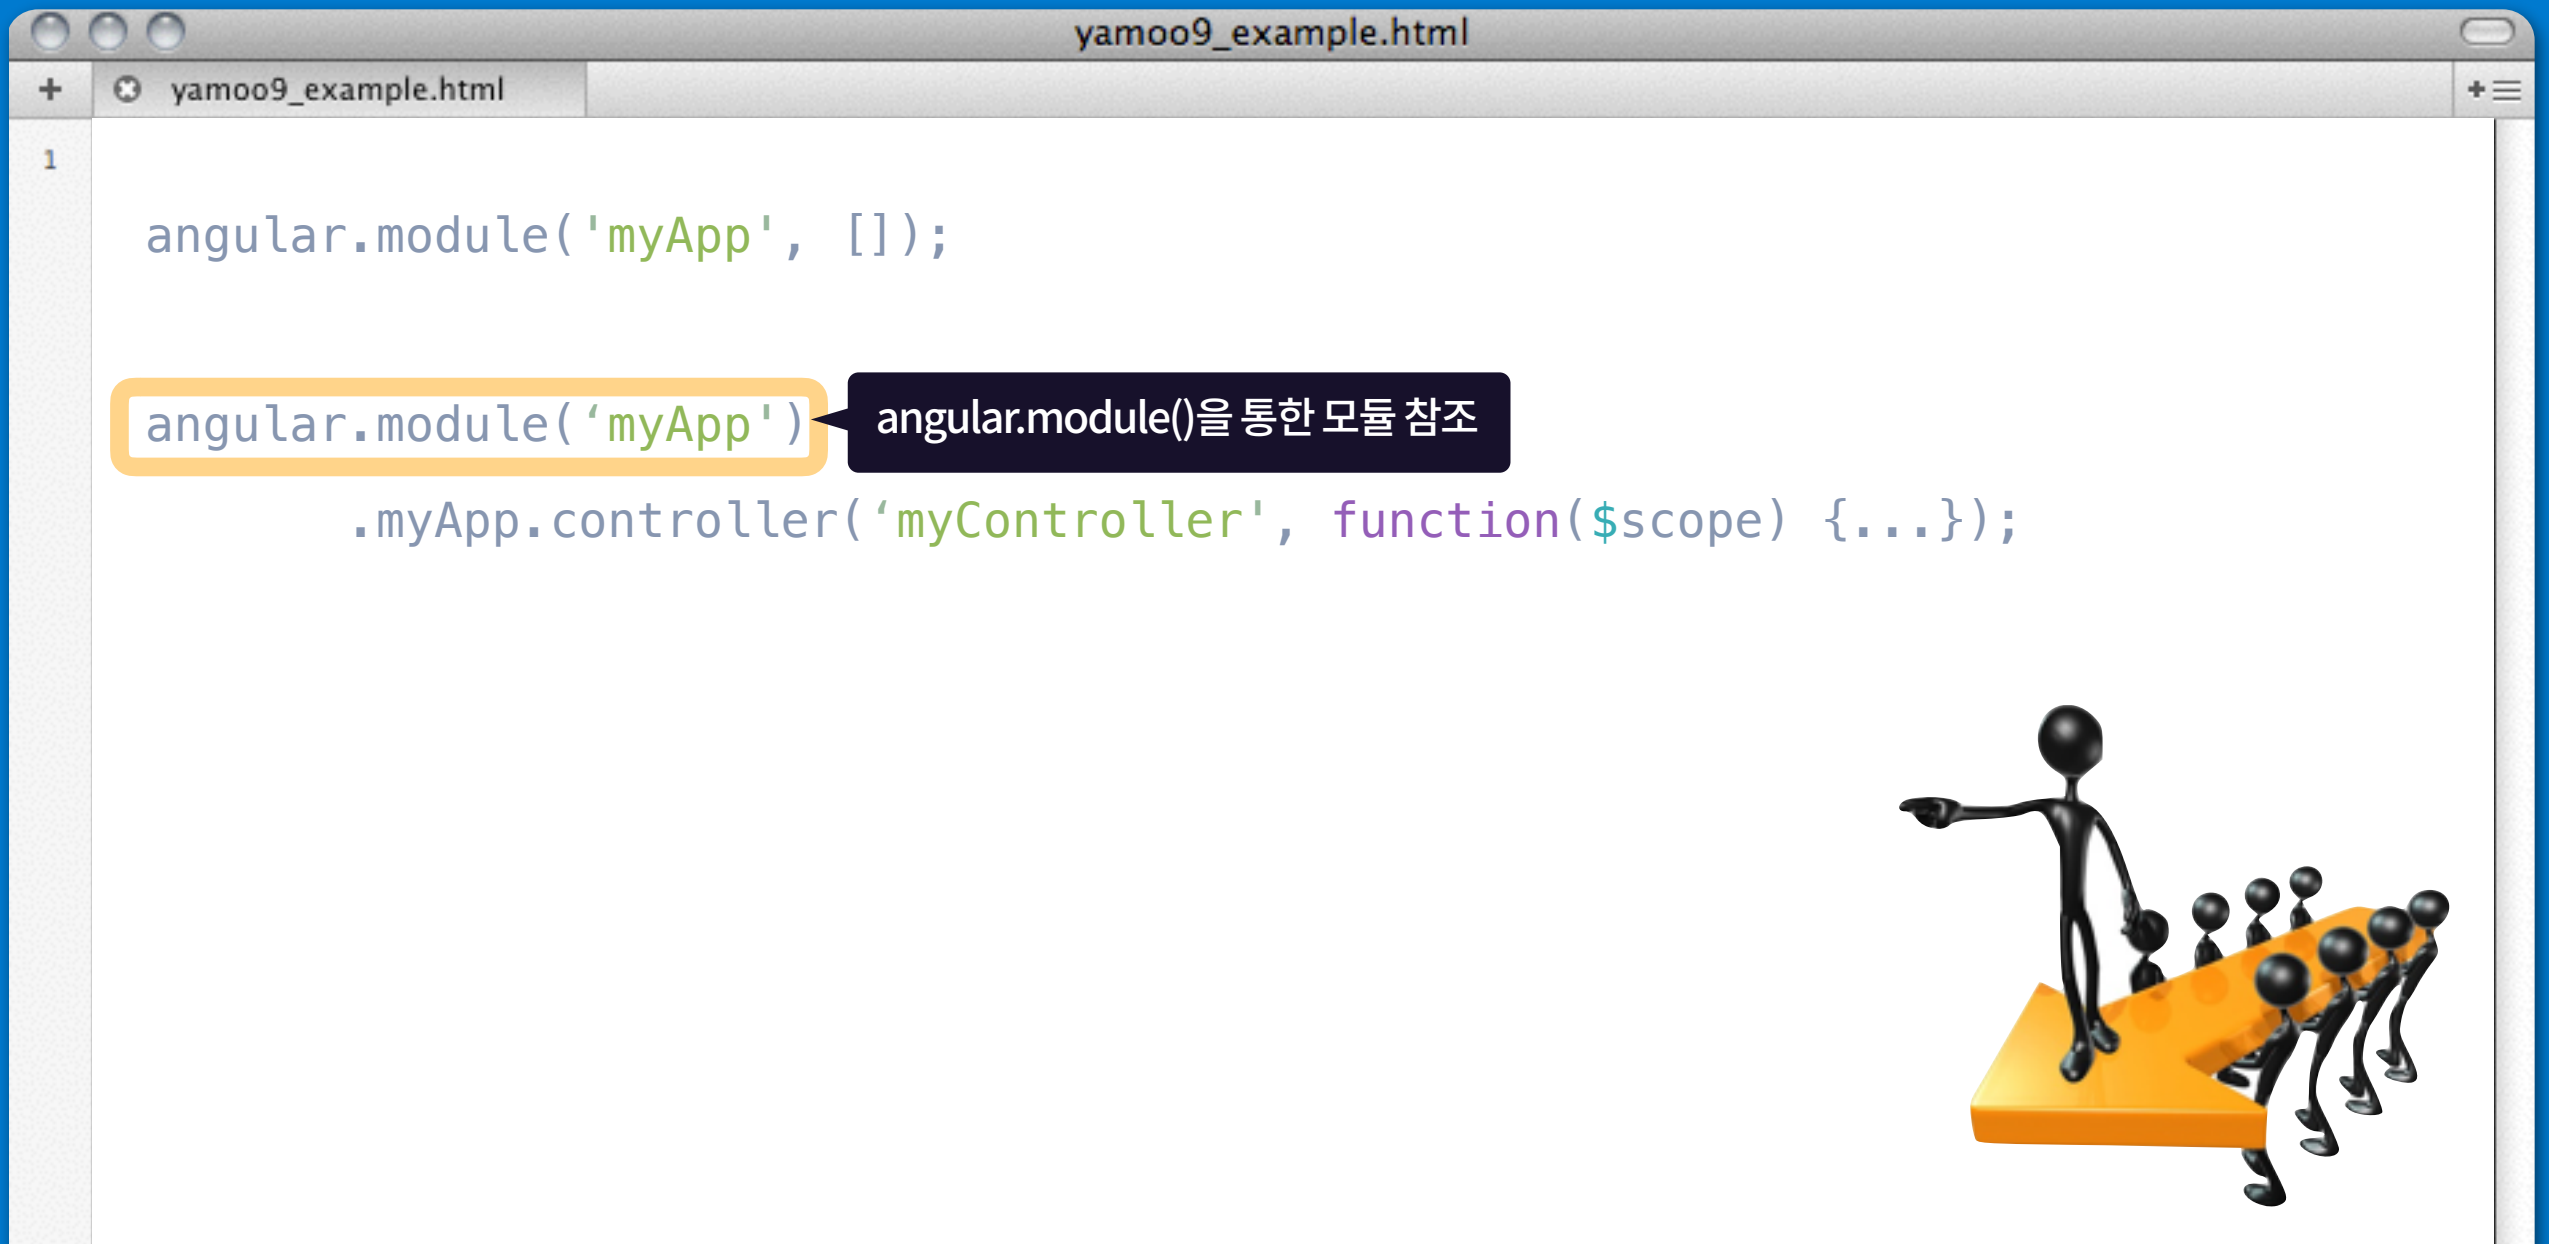 yamoo9_example.html
yamoo9_example.html
1
angular.module('myApp', []);
angular.module(‘myApp')
angular.module()을 통한 모듈 참조
.myApp.controller(‘myController', function($scope) {...});